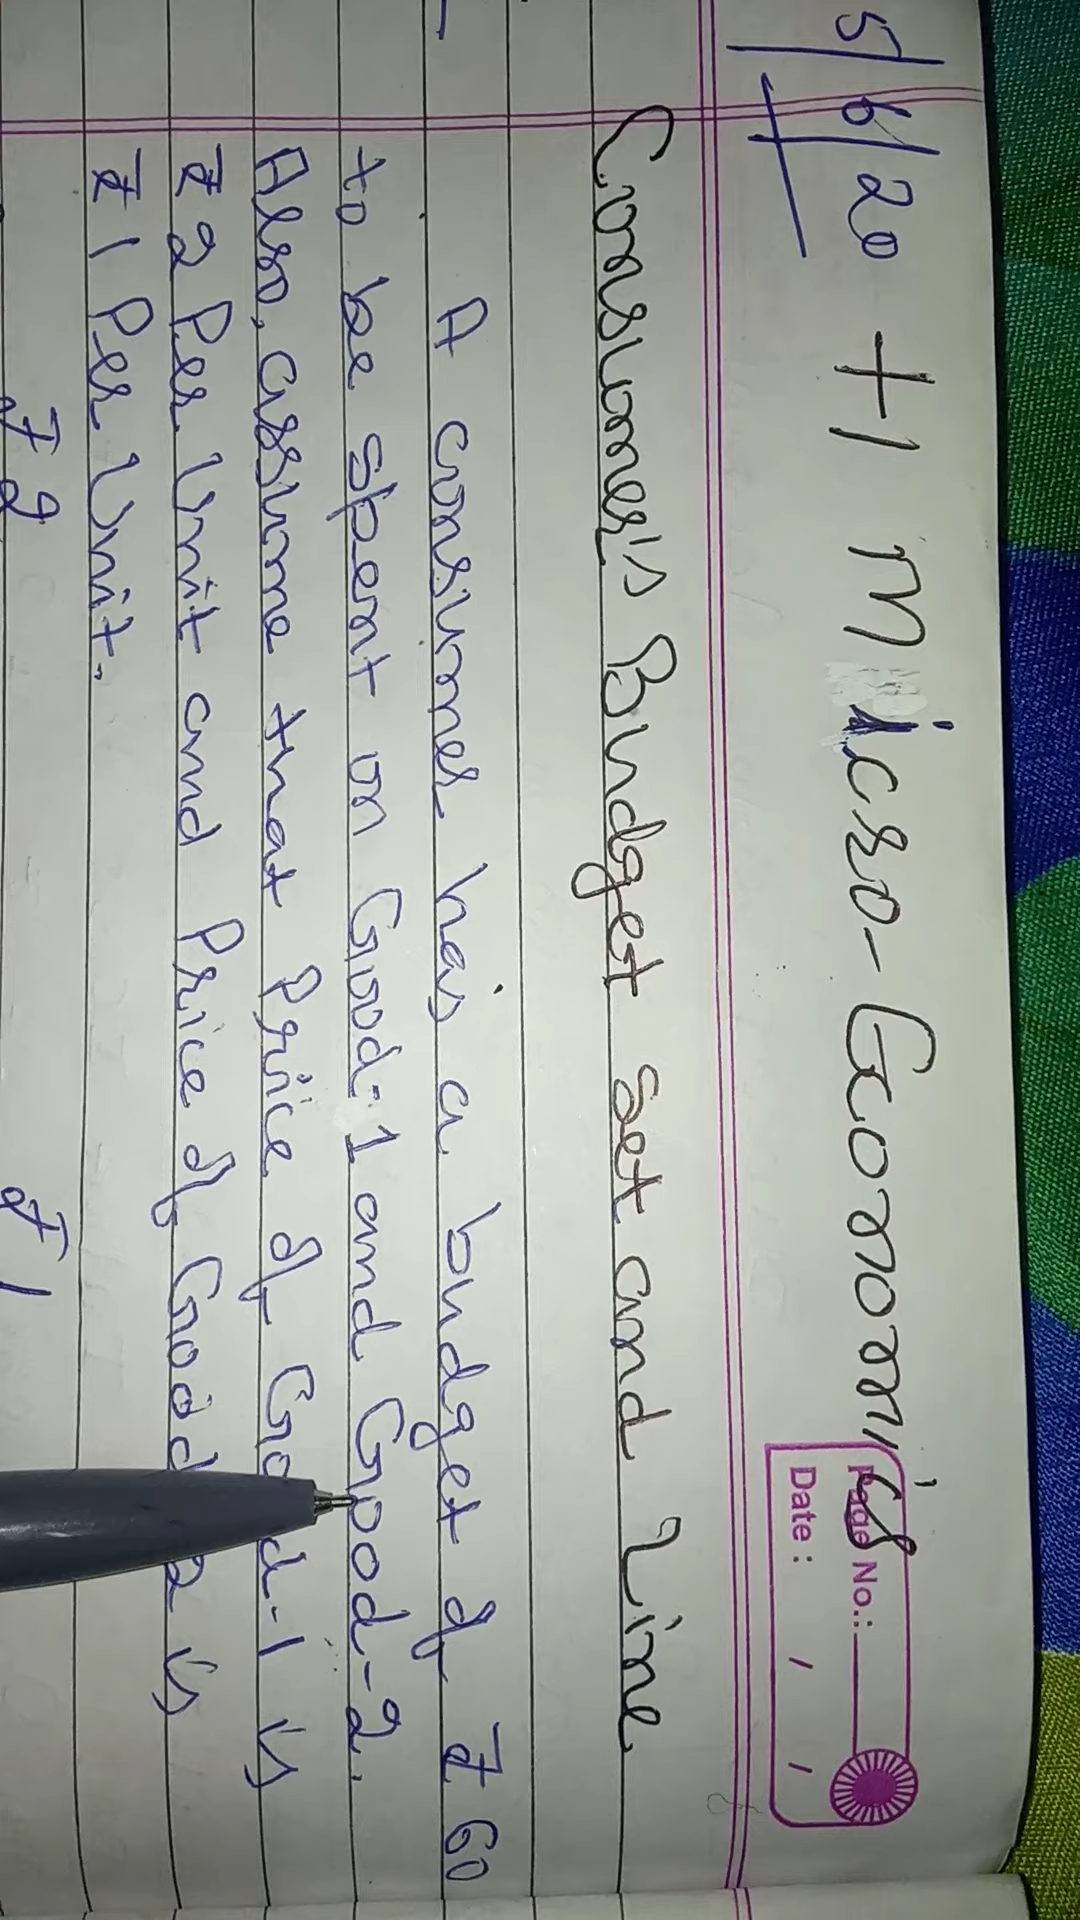 5/6/20 +1 Micro-Economics
Page No.:
Date: / /
Consumer's Budget set and Line
A consumer has a budget of ₹ 60
to be spent on Good-1 and Good-2.
Also, assume that Price of Good-1 is
₹ 2 Per Unit and Price of Good 2 is
₹ 1 Per Unit.
₹ 2 ₹ 1